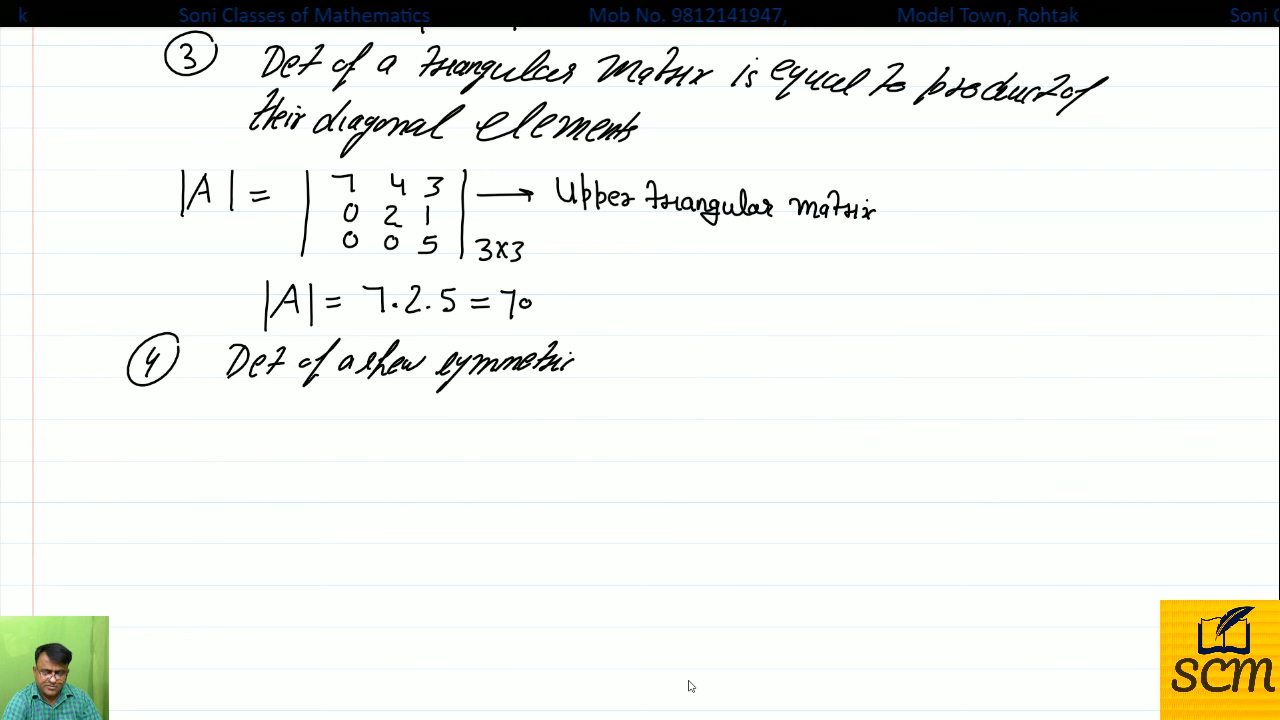 k Soni Classes of Mathematics Mob No. 9812141947, Model Town, Rohtak Soni C
3 Det of a triangular matrix is equal to product of
their diagonal elements
|A| = | 7 4 3 | → Upper triangular matrix
0 2 1
0 0 5 3x3
|A| = 7.2.5 = 70
4 Det of a skew symmetric
SCM